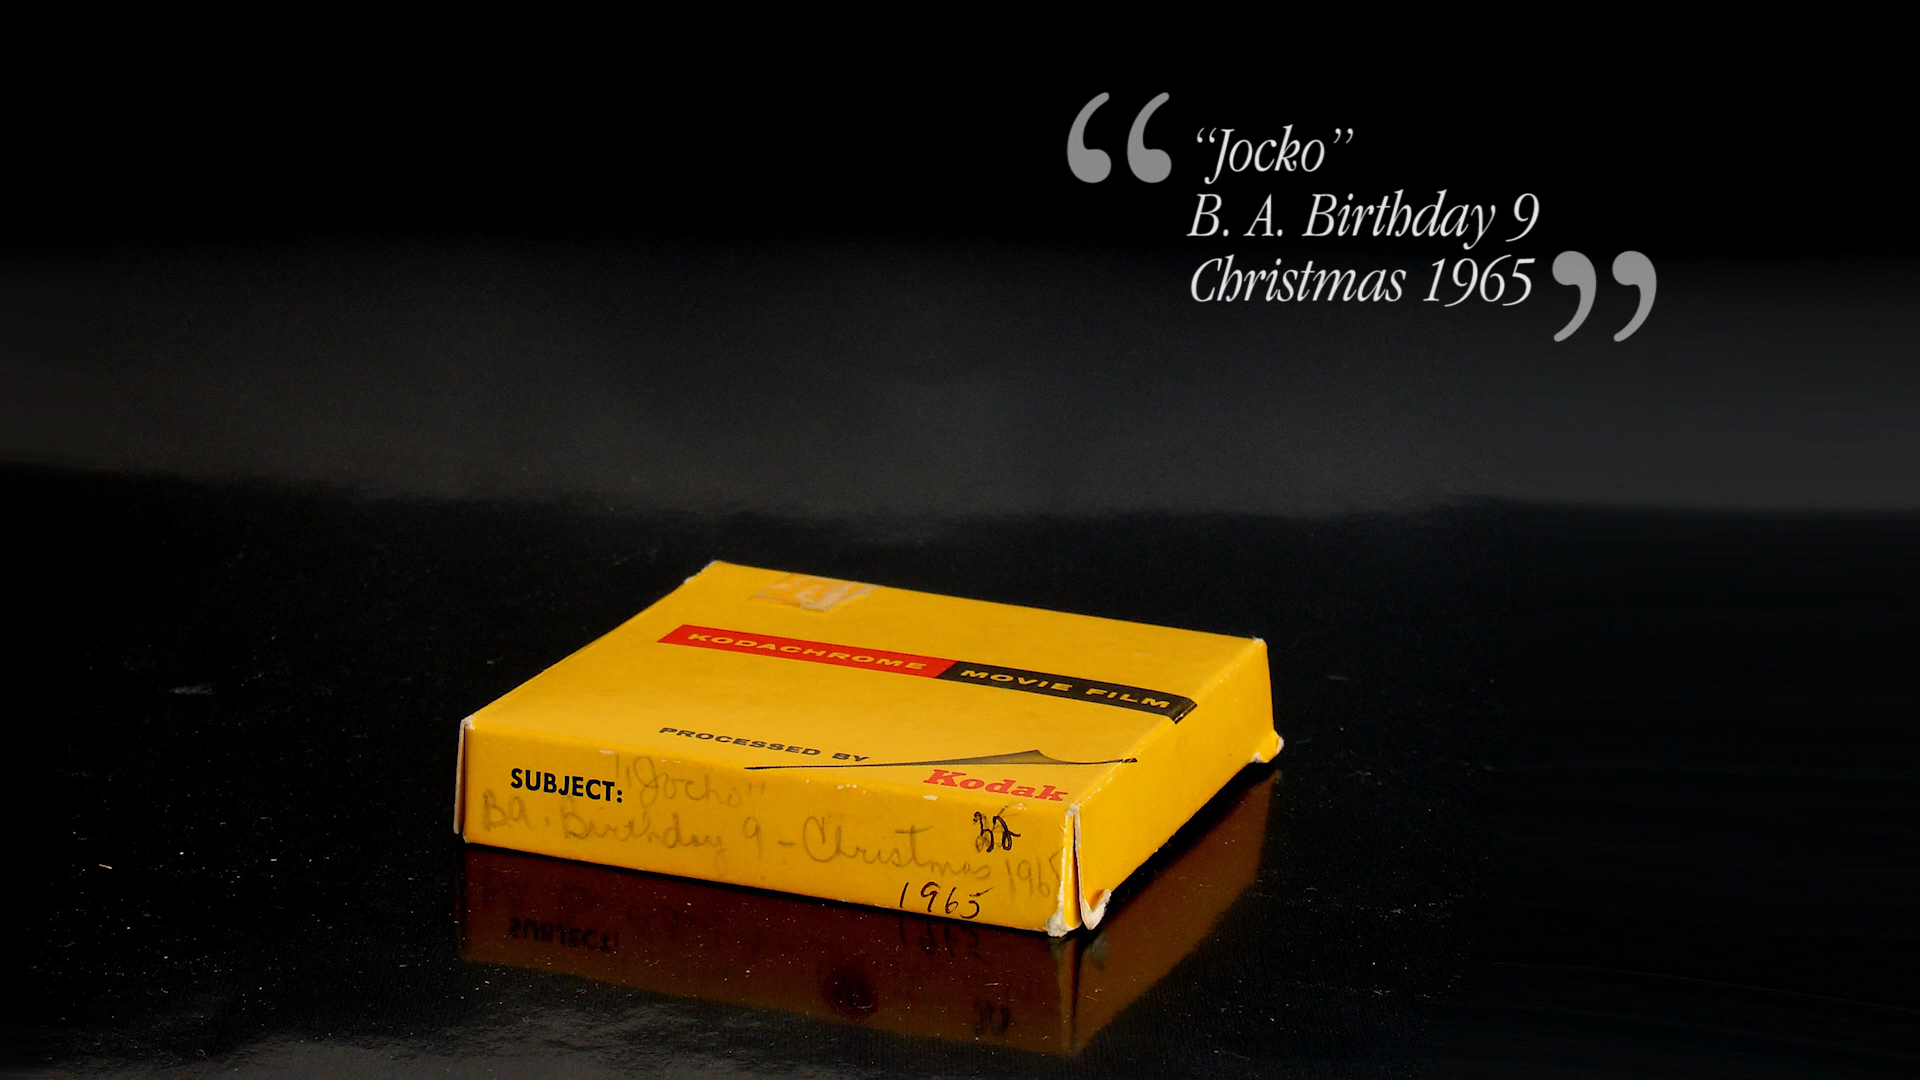 “Jocko”
B. A. Birthday 9
Christmas 1965
KODACHROME MOVIE FILM
PROCESSED BY
Kodak
SUBJECT: "Jocko"
BA. Birthday 9 - Christmas 1965
32
1965